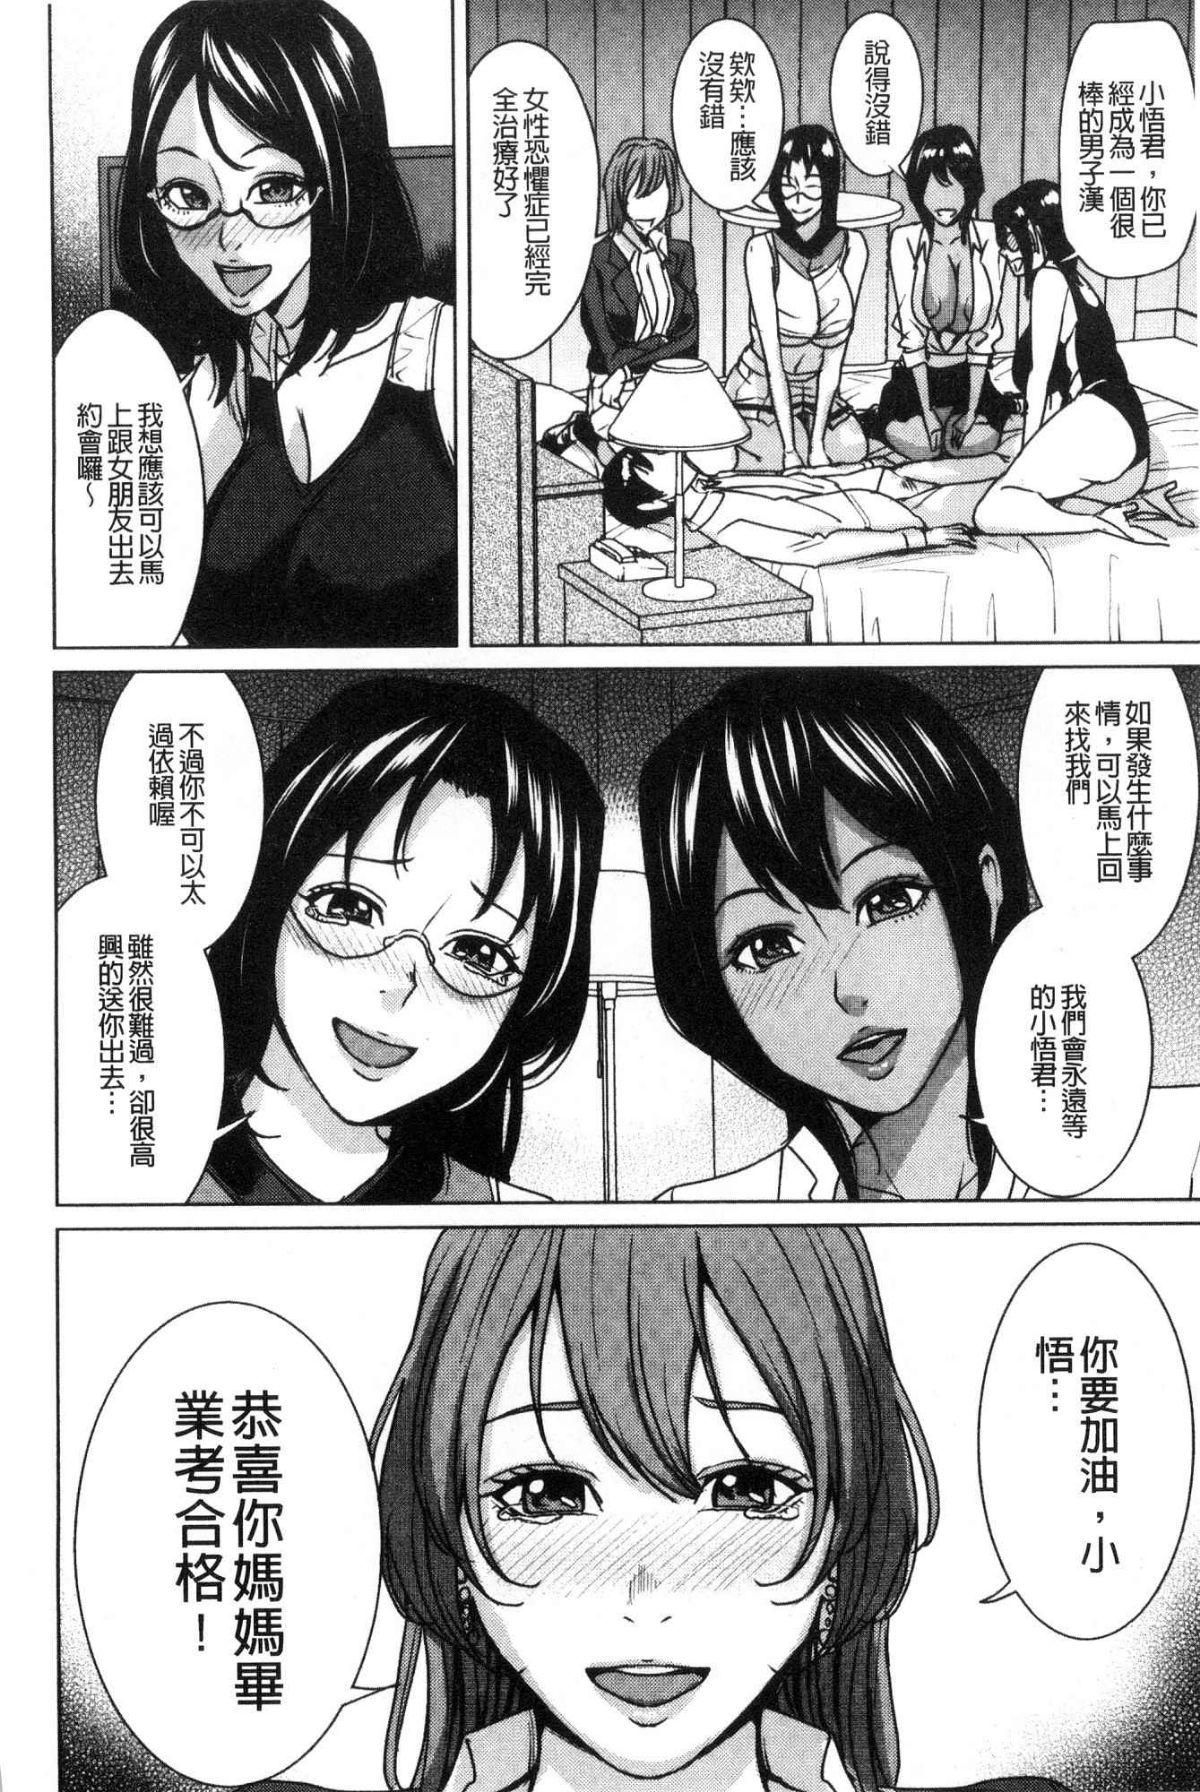 小悟君，你已
經成為一個很
棒的男子漢
說得沒錯
欸欸…應該
沒有錯
女性恐懼症已經完
全治療好了
我想應該可以馬
上跟女朋友出去
約會囉～
如果發生什麼事
情，可以馬上回
來找我們
我們會永遠等
的小悟君…
不過你不可以太
過依賴喔
雖然很難過，卻很高
興的送你出去…
你要加油，小
悟…
恭喜你媽媽畢
業考合格！